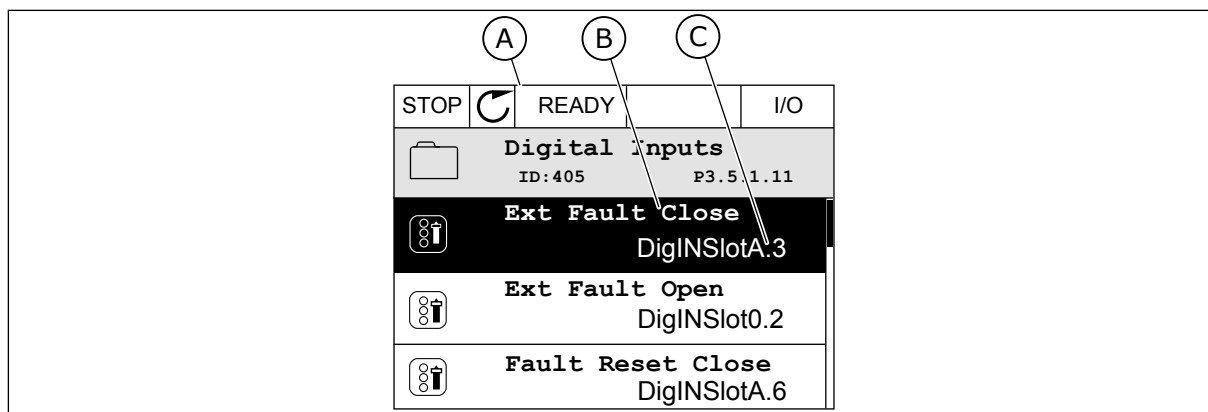 A B C
STOP READY I/O
Digital Inputs
ID:405 P3.5.1.11
Ext Fault Close
DigINSlotA.3
Ext Fault Open
DigINSlot0.2
Fault Reset Close
DigINSlotA.6